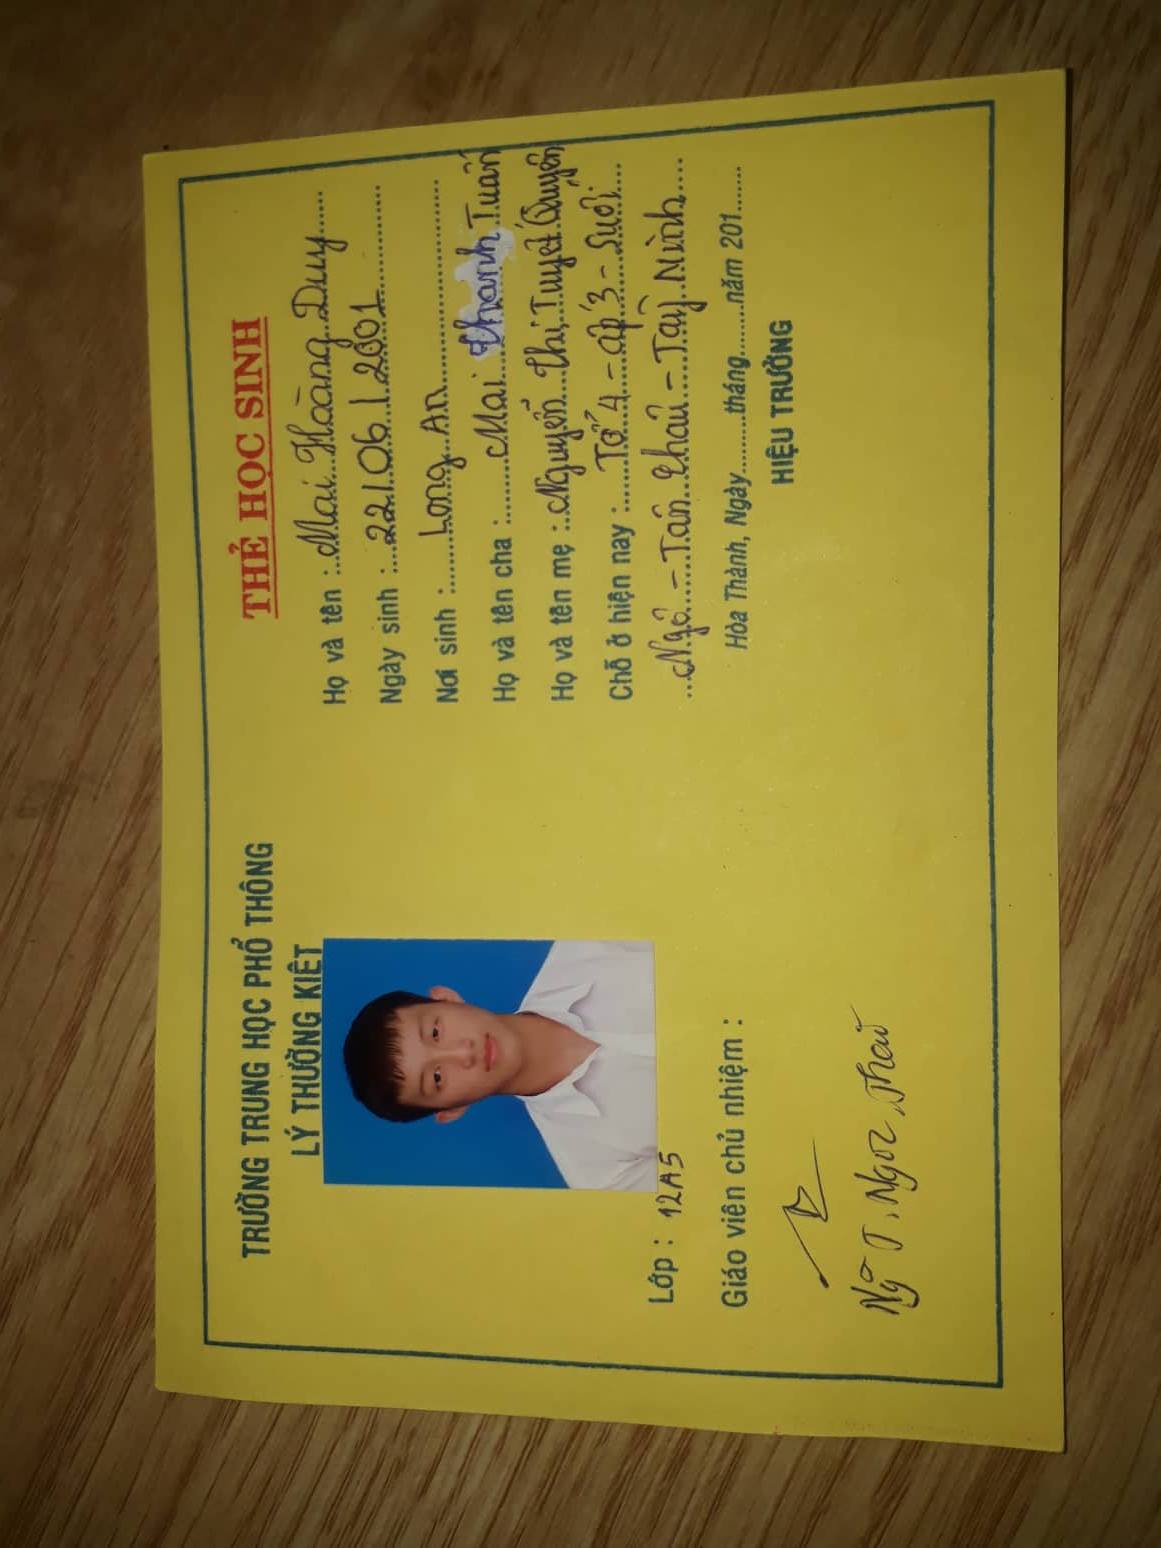 TRƯỜNG TRUNG HỌC PHỔ THÔNG
LÝ THƯỜNG KIỆT
Lớp : 12A5
Giáo viên chủ nhiệm :
Ngô T. Ngọc
THẺ HỌC SINH
Họ và tên : Mai Hoàng Duy
Ngày sinh : 22/06/2001
Nơi sinh : Long An
Họ và tên cha : Mai Thanh Tuấn
Họ và tên mẹ : Nguyễn Thị Tuyết Quyên
Chỗ ở hiện nay : Tổ 4 - ấp 3 - Suối
Ngô - Tân Châu - Tây Ninh
Hòa Thành, Ngày.........tháng.........năm 201......
HIỆU TRƯỞNG